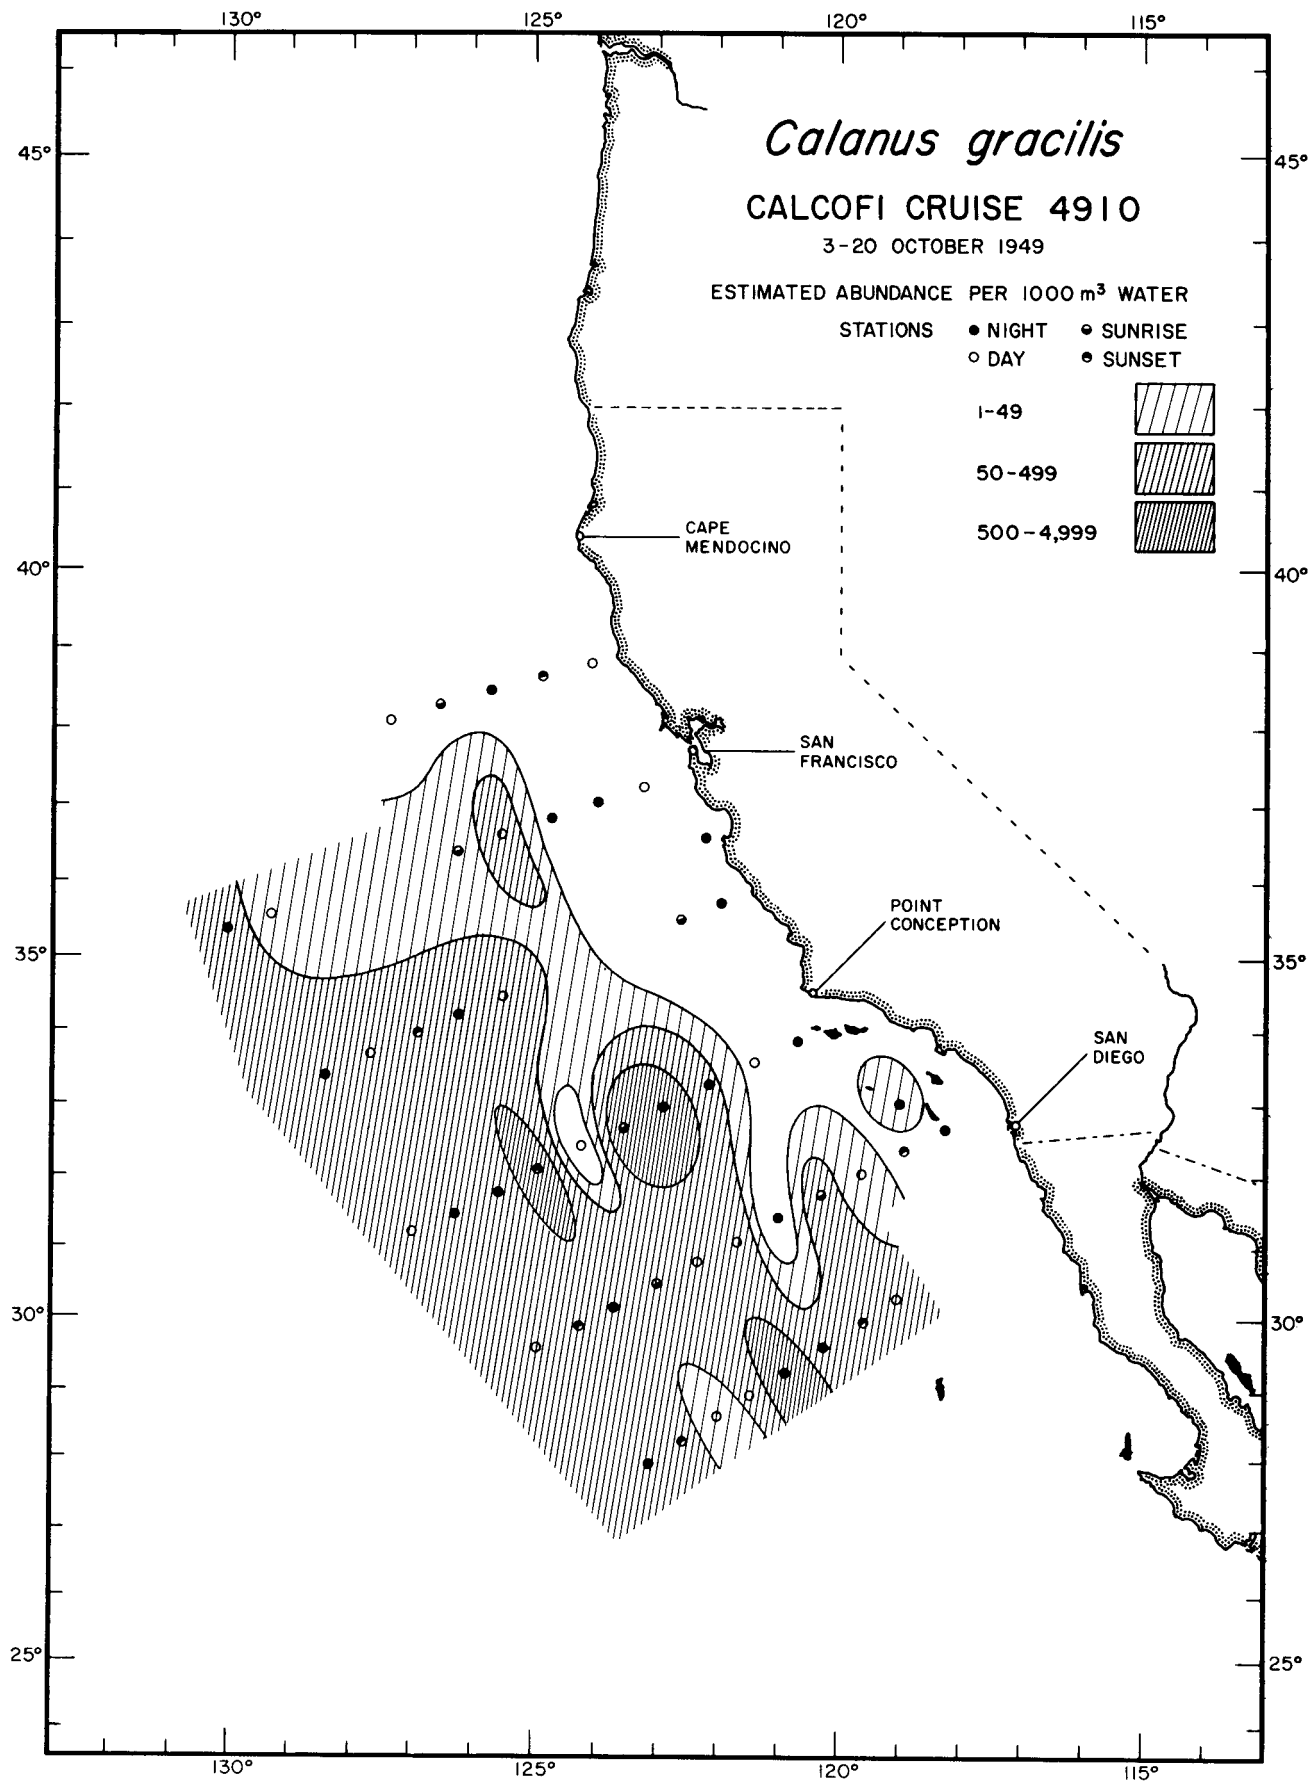 130° 125° 120° 115°
Calanus gracilis
CALCOFI CRUISE 4910
3-20 OCTOBER 1949
ESTIMATED ABUNDANCE PER 1000 m³ WATER
STATIONS ● NIGHT ◒ SUNRISE
○ DAY ◓ SUNSET
1-49
50-499
500-4,999
45° 45°
CAPE
MENDOCINO
40° 40°
SAN
FRANCISCO
POINT
CONCEPTION
35° 35°
SAN
DIEGO
30° 30°
25° 25°
130° 125° 120° 115°